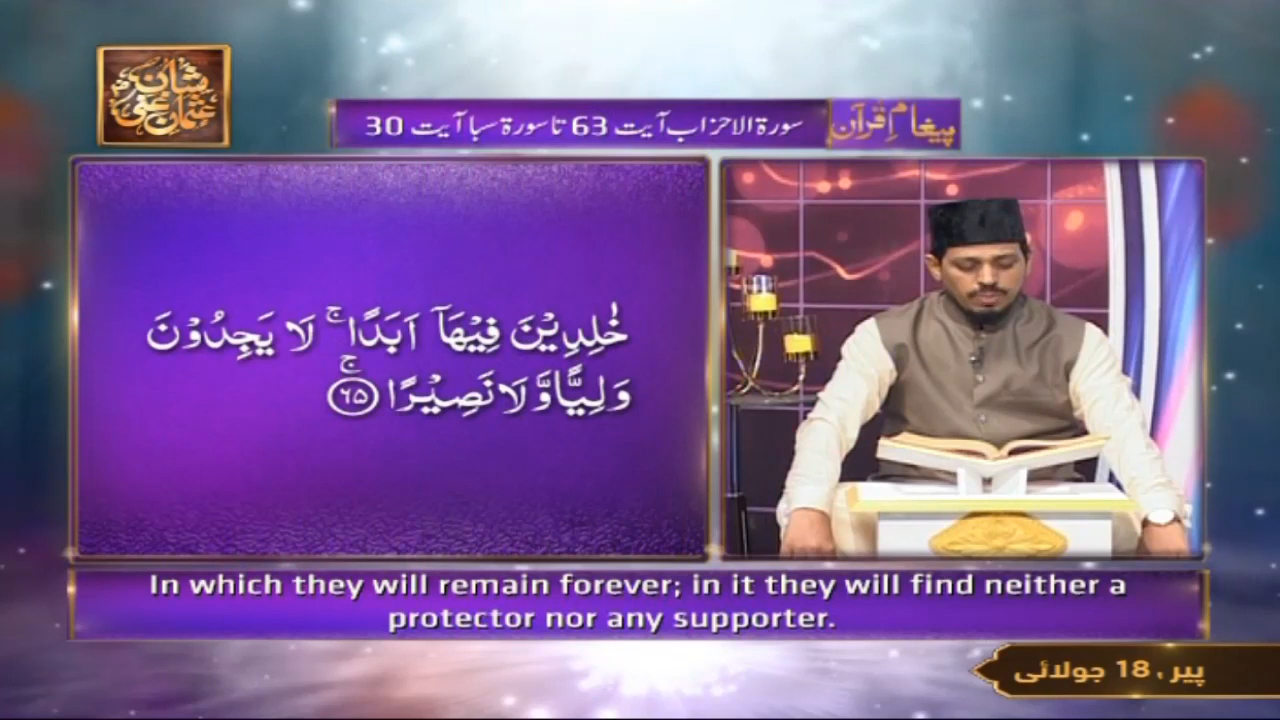 شانِ
عثمان غنی
پیغامِ قرآن
سورۃ الاحزاب آیت 63 تا سورۃ سبا آیت 30
خٰلِدِیْنَ فِیْهَاۤ اَبَدًا ۚ لَا یَجِدُوْنَ
وَلِیًّا وَّلَا نَصِیْرًا ۚ ﴿۶۵﴾
In which they will remain forever; in it they will find neither a
protector nor any supporter.
پیر، 18 جولائی